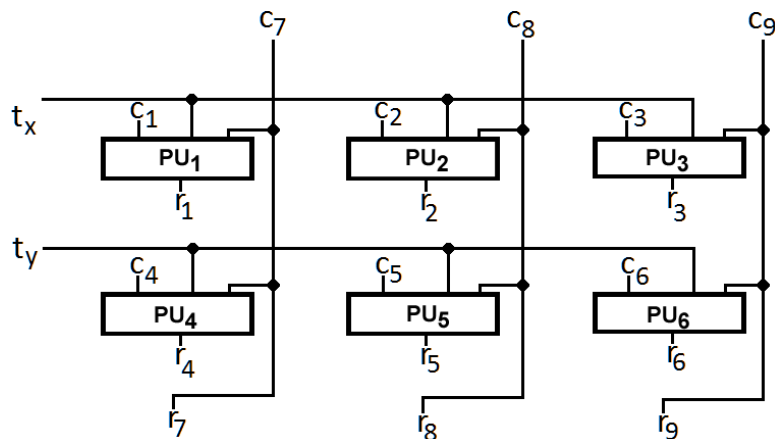 c₇ c₈ c₉
tₓ c₁ c₂ c₃
PU₁ PU₂ PU₃
r₁ r₂ r₃
t_y c₄ c₅ c₆
PU₄ PU₅ PU₆
r₄ r₅ r₆
r₇ r₈ r₉